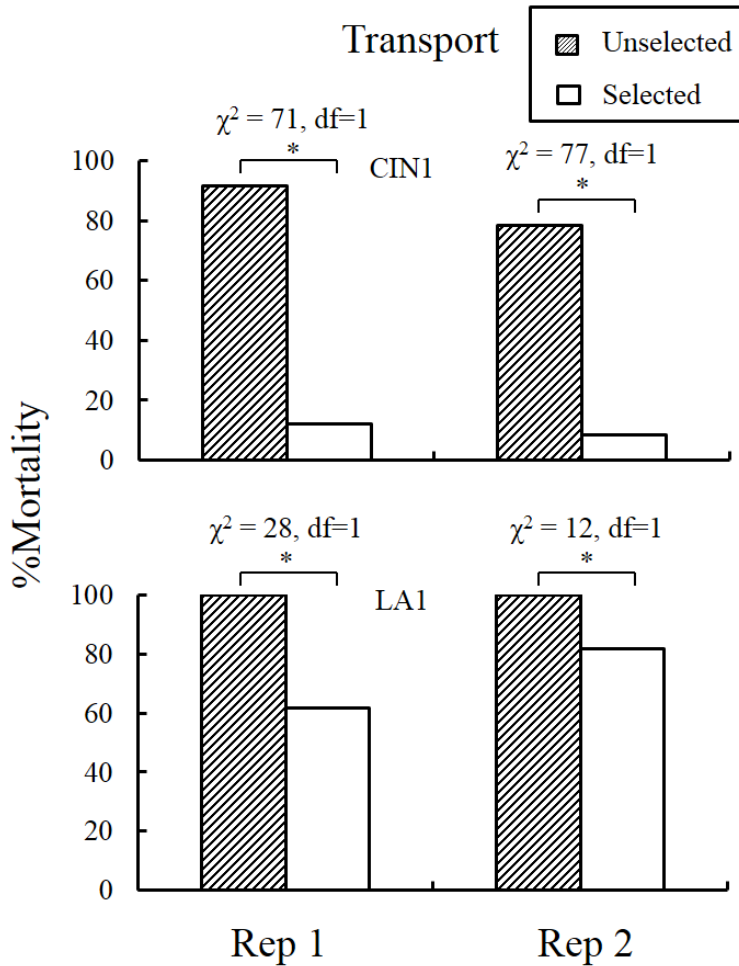 Transport
Unselected
Selected
χ² = 71, df=1
*
CIN1
χ² = 77, df=1
*
100
80
60
40
20
0
%Mortality
χ² = 28, df=1
*
LA1
χ² = 12, df=1
*
100
80
60
40
20
0
Rep 1
Rep 2